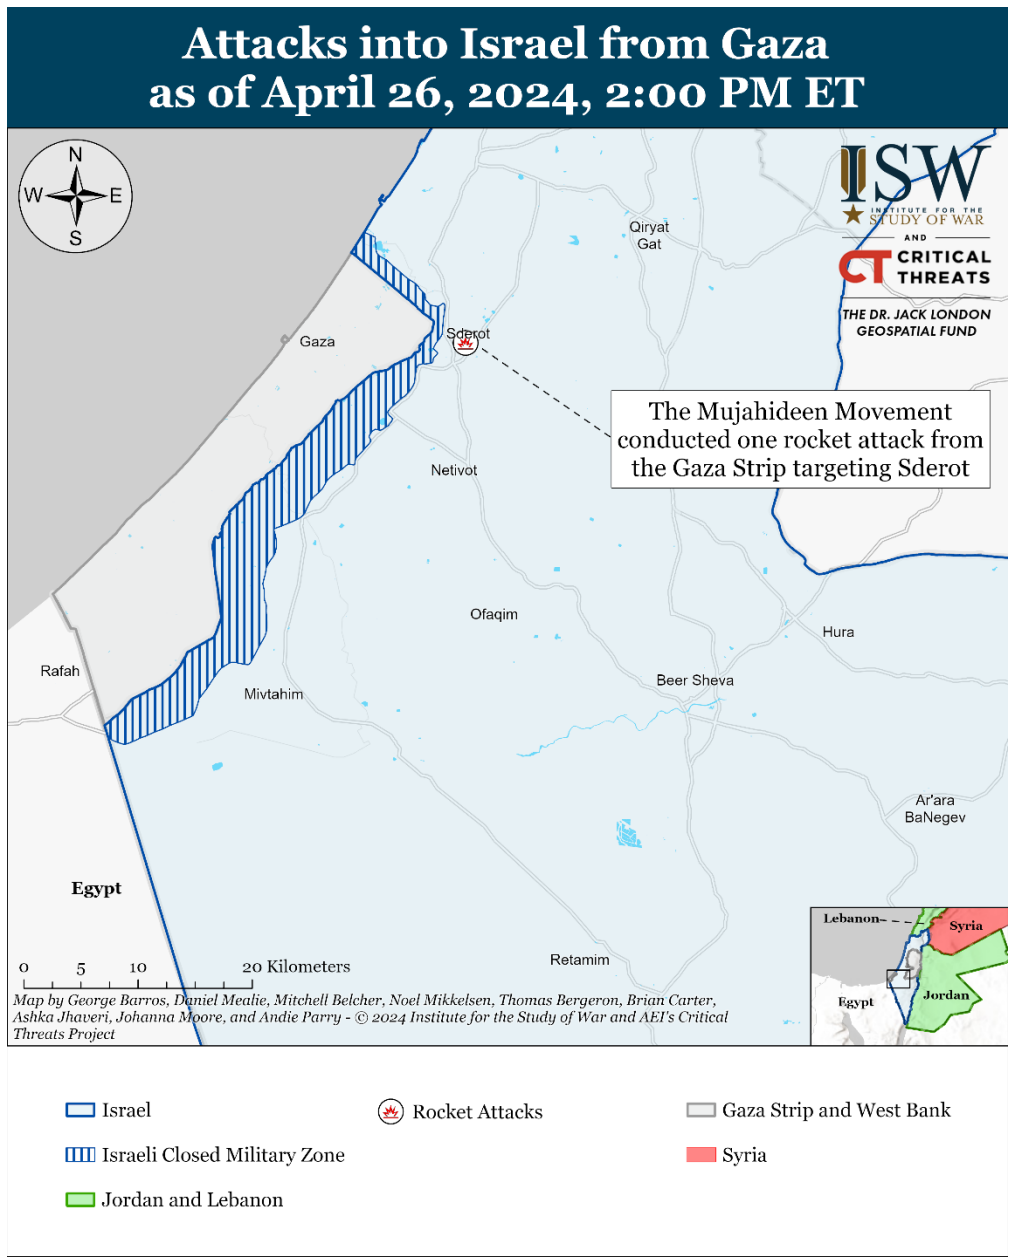 Attacks into Israel from Gaza
as of April 26, 2024, 2:00 PM ET
N
W
E
S
ISW
INSTITUTE FOR THE
STUDY OF WAR
AND
CT CRITICAL
THREATS
THE DR. JACK LONDON
GEOSPATIAL FUND
Qiryat
Gat
Sderot
Gaza
The Mujahideen Movement
conducted one rocket attack from
the Gaza Strip targeting Sderot
Netivot
Ofaqim
Hura
Rafah
Mivtahim
Beer Sheva
Ar'ara
BaNegev
Egypt
Retamim
0 5 10 20 Kilometers
Map by George Barros, Daniel Mealie, Mitchell Belcher, Noel Mikkelsen, Thomas Bergeron, Brian Carter,
Ashka Jhaveri, Johanna Moore, and Andie Parry - © 2024 Institute for the Study of War and AEI's Critical
Threats Project
Lebanon
Syria
Egypt
Jordan
Israel
Rocket Attacks
Gaza Strip and West Bank
Israeli Closed Military Zone
Syria
Jordan and Lebanon